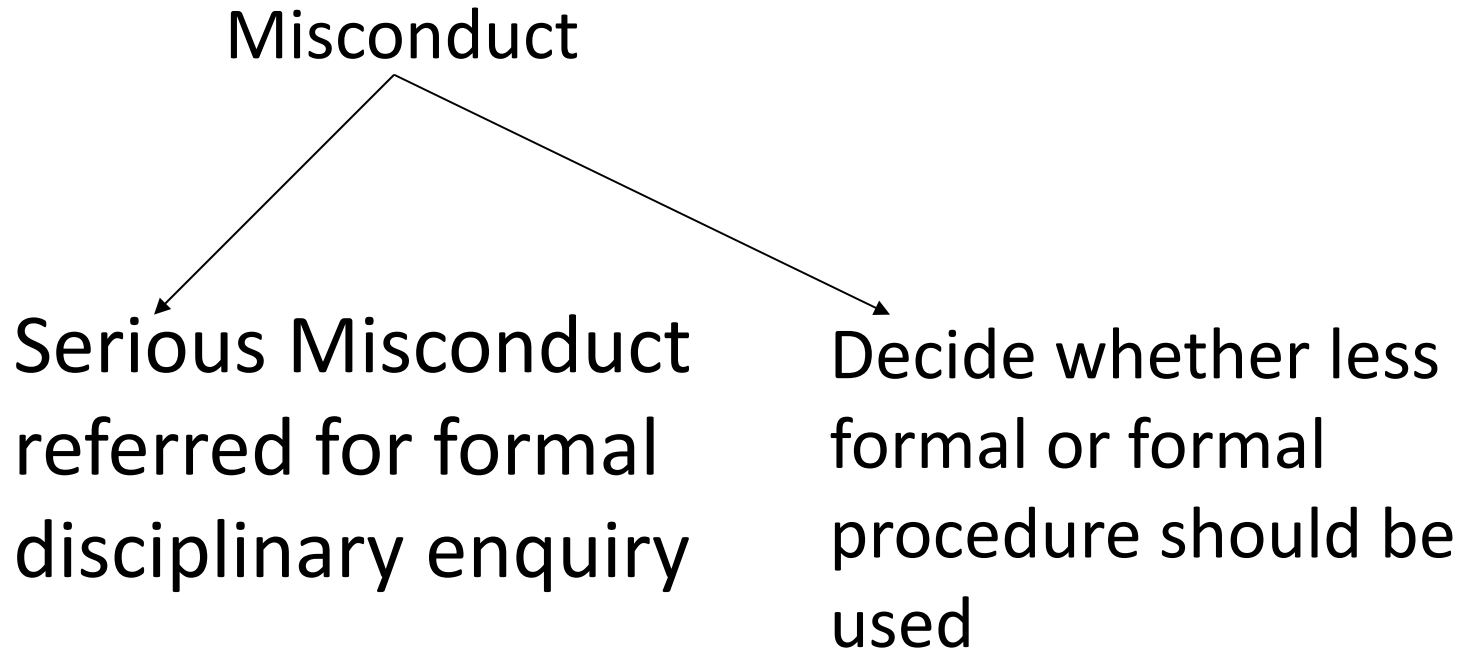 Misconduct
Serious Misconduct
referred for formal
disciplinary enquiry
Decide whether less
formal or formal
procedure should be
used